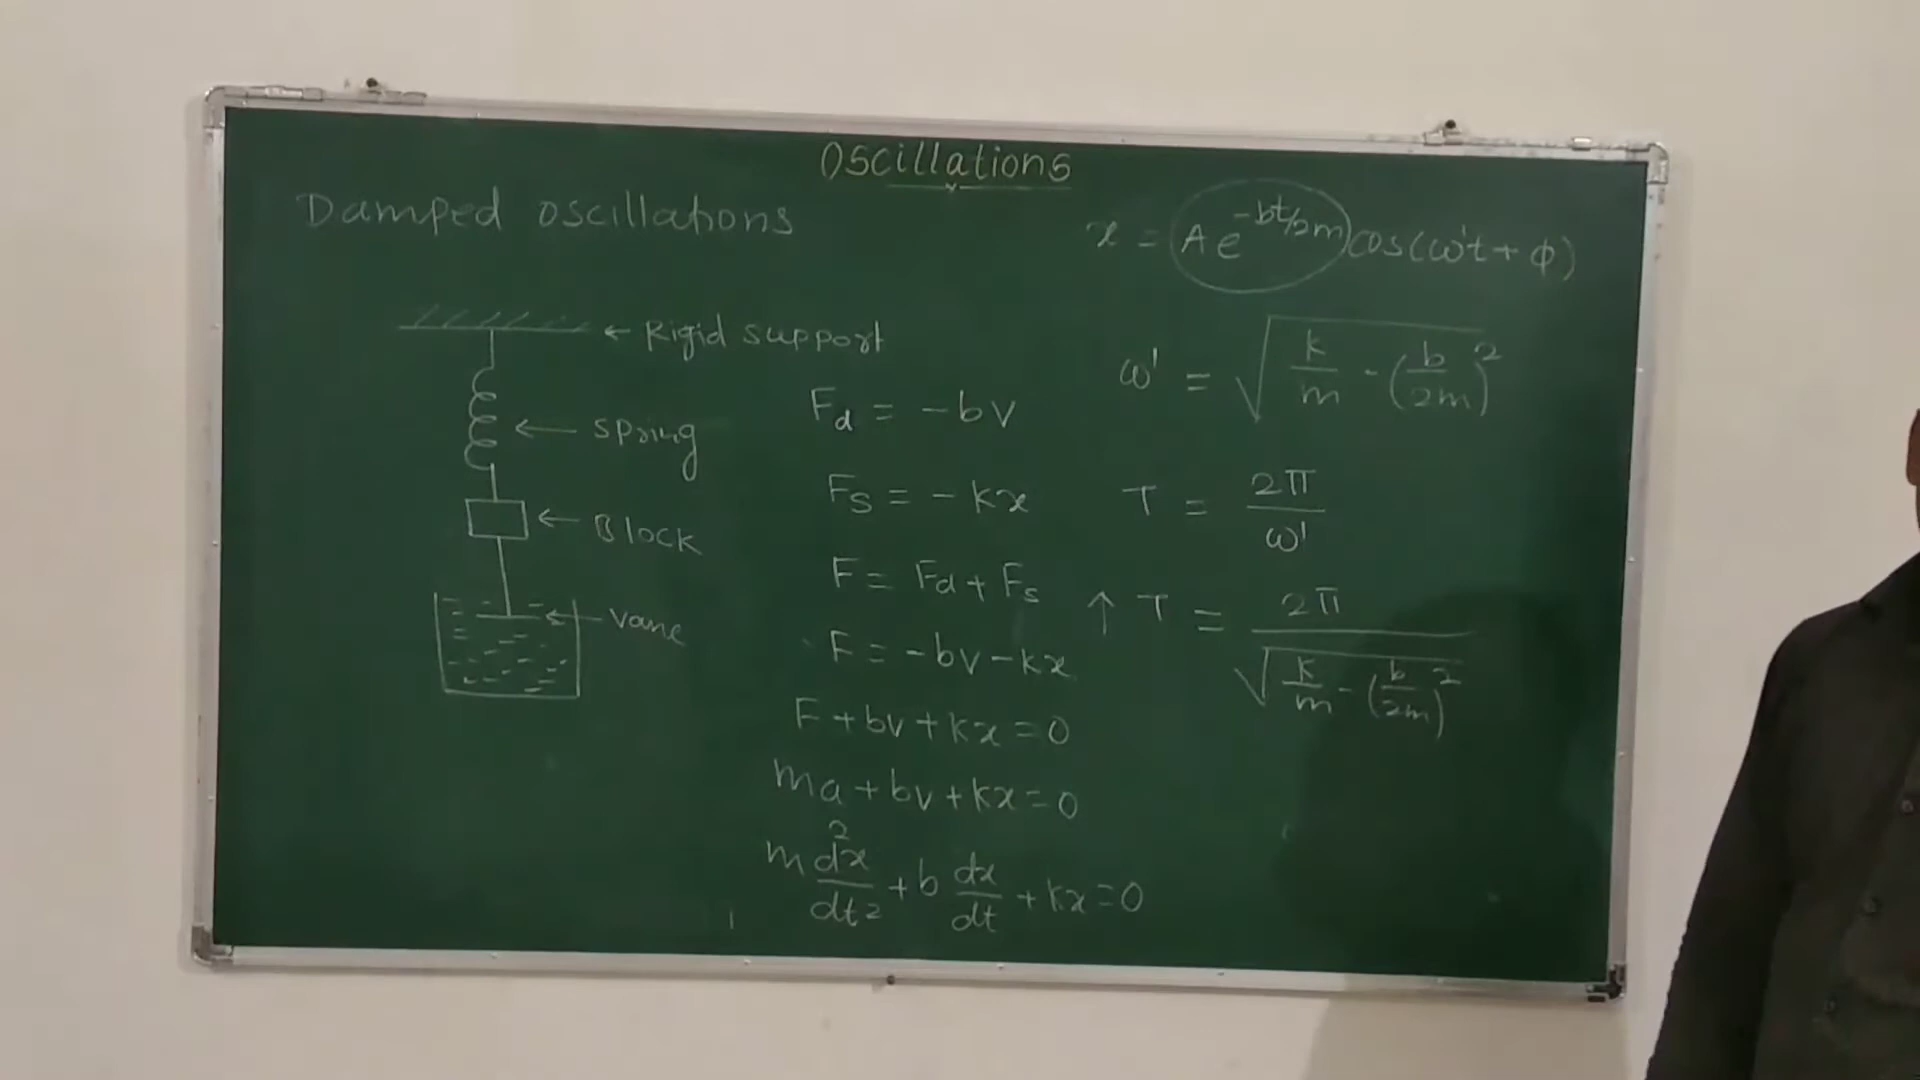 Oscillations
Damped oscillations
← Rigid support
← spring
← Block
← vane
F_d = -bv
F_s = -kx
F = F_d + F_s
F = -bv - kx
F + bv + kx = 0
ma + bv + kx = 0
m d²x/dt² + b dx/dt + kx = 0
x = Ae^(-bt/2m) cos(ω't + φ)
ω' = √(k/m - (b/2m)²)
T = 2π/ω'
↑ T = 2π/√(k/m - (b/2m)²)